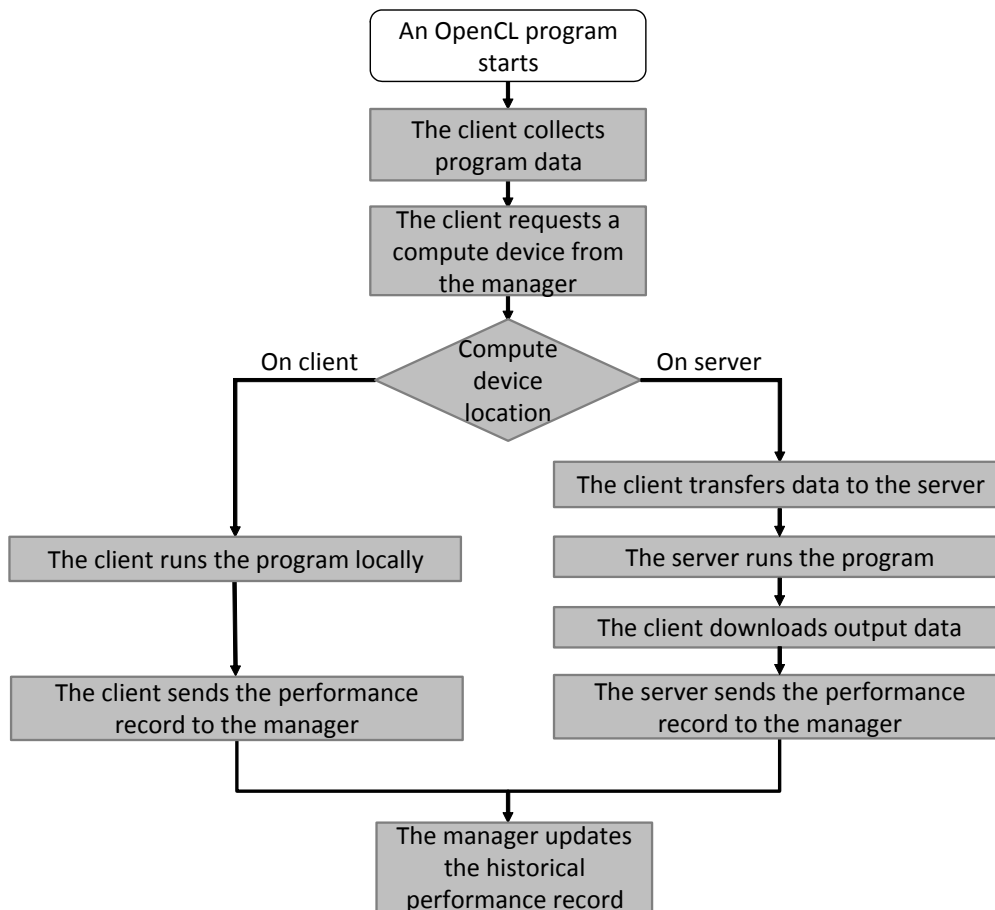 An OpenCL program
starts
The client collects
program data
The client requests a
compute device from
the manager
Compute
device
location
On client
On server
The client runs the program locally
The client sends the performance
record to the manager
The client transfers data to the server
The server runs the program
The client downloads output data
The server sends the performance
record to the manager
The manager updates
the historical
performance record